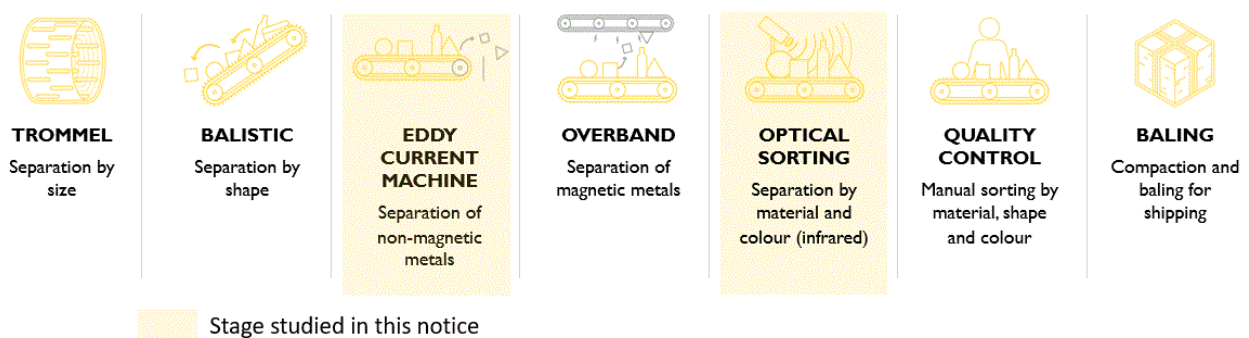 TROMMEL
Separation by
size
BALISTIC
Separation by
shape
EDDY
CURRENT
MACHINE
Separation of
non-magnetic
metals
OVERBAND
Separation of
magnetic metals
OPTICAL
SORTING
Separation by
material and
colour (infrared)
QUALITY
CONTROL
Manual sorting by
material, shape
and colour
BALING
Compaction and
baling for
shipping
Stage studied in this notice